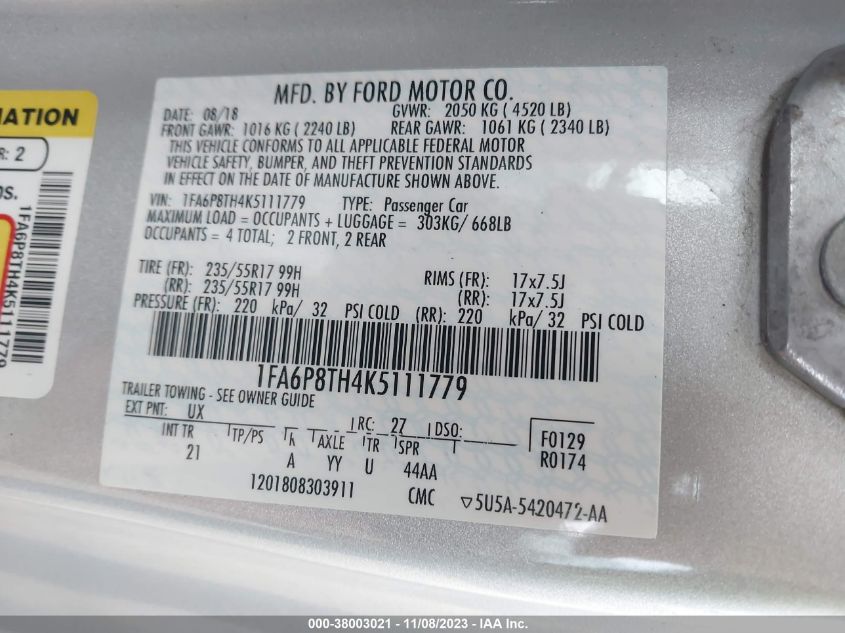 MATION
R: 2
OS.
1FA6P8TH4K5111779
MFD. BY FORD MOTOR CO.
DATE: 08/18 GVWR: 2050 KG ( 4520 LB)
FRONT GAWR: 1016 KG ( 2240 LB) REAR GAWR: 1061 KG ( 2340 LB)
THIS VEHICLE CONFORMS TO ALL APPLICABLE FEDERAL MOTOR
VEHICLE SAFETY, BUMPER, AND THEFT PREVENTION STANDARDS
IN EFFECT ON THE DATE OF MANUFACTURE SHOWN ABOVE.
VIN: 1FA6P8TH4K5111779 TYPE: Passenger Car
MAXIMUM LOAD = OCCUPANTS + LUGGAGE = 303KG/ 668LB
OCCUPANTS = 4 TOTAL; 2 FRONT, 2 REAR
TIRE (FR): 235/55R17 99H RIMS (FR): 17x7.5J
(RR): 235/55R17 99H (RR): 17x7.5J
PRESSURE (FR): 220 kPa/ 32 PSI COLD (RR): 220 kPa/ 32 PSI COLD
1FA6P8TH4K5111779
TRAILER TOWING - SEE OWNER GUIDE
EXT PNT: UX RC: 27 DSO: F0129
INT TR TP/PS R AXLE TR SPR R0174
21 A YY U 44AA
1201808303911 CMC ▽5U5A-5420472-AA
000-38003021 - 11/08/2023 - IAA Inc.